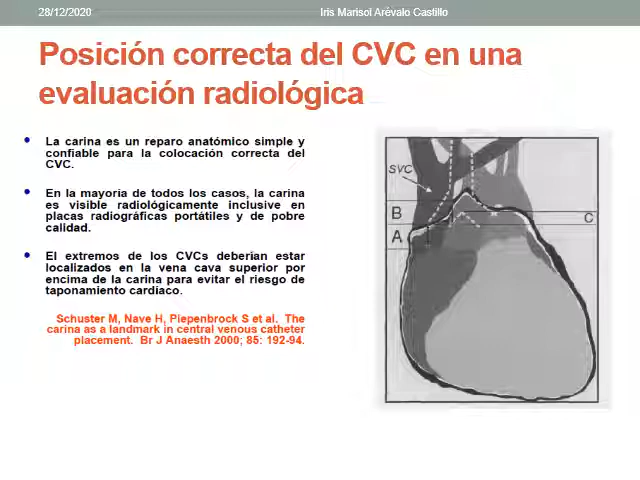 28/12/2020
Iris Marisol Arévalo Castillo
Posición correcta del CVC en una
evaluación radiológica
La carina es un reparo anatómico simple y
confiable para la colocación correcta del
CVC.
En la mayoría de todos los casos, la carina
es visible radiológicamente inclusive en
placas radiográficas portátiles y de pobre
calidad.
El extremos de los CVCs deberían estar
localizados en la vena cava superior por
encima de la carina para evitar el riesgo de
taponamiento cardíaco.
Schuster M, Nave H, Piepenbrock S et al. The
carina as a landmark in central venous catheter
placement. Br J Anaesth 2000; 85: 192-94.
SVC
B
C
A